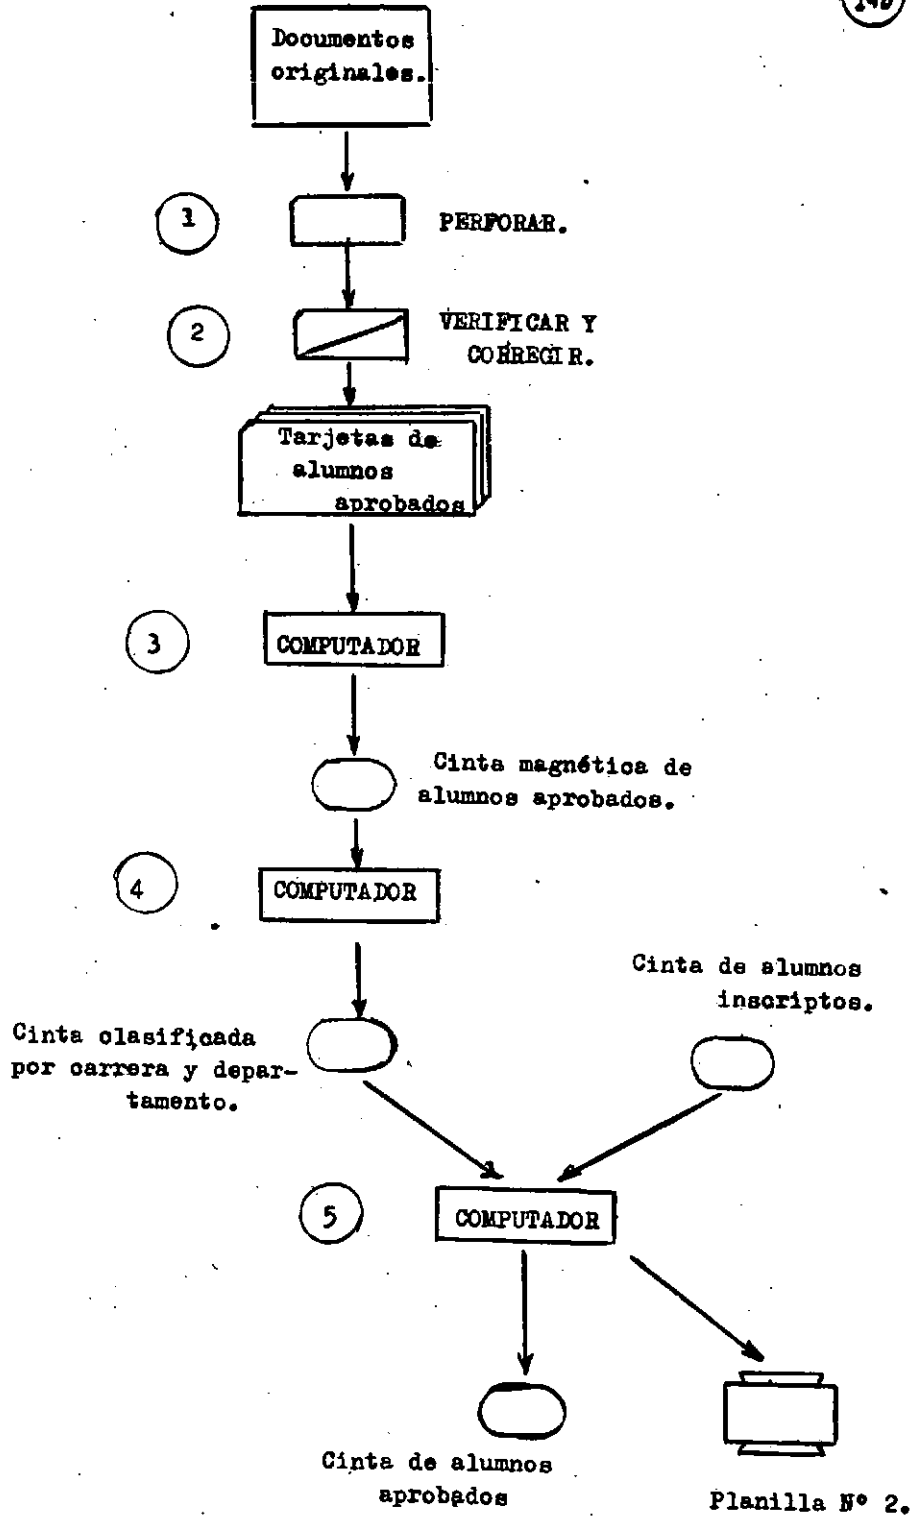 Documentos
originales.
1
PERFORAR.
2
VERIFICAR Y
CORREGIR.
Tarjetas de
alumnos
aprobados
3
COMPUTADOR
Cinta magnética de
alumnos aprobados.
4
COMPUTADOR
Cinta de alumnos
inscriptos.
Cinta clasificada
por carrera y depar-
tamento.
5
COMPUTADOR
Cinta de alumnos
aprobados
Planilla Nº 2.